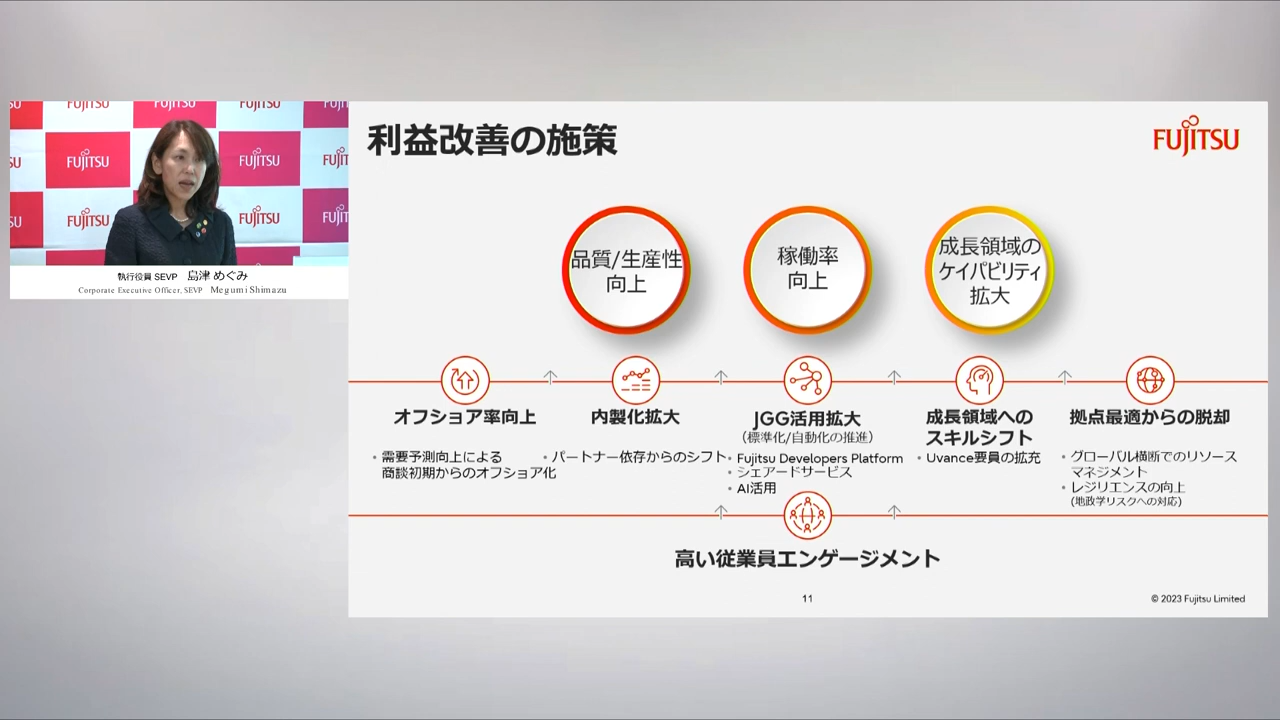 FUJITSU FUJITSU FUJITSU
FUJITSU FUJITSU
FUJITSU FUJITSU
執行役員 SEVP 島津 めぐみ
Corporate Executive Officer, SEVP Megumi Shimazu
利益改善の施策
FUJITSU
品質/生産性
向上
稼働率
向上
成長領域の
ケイパビリティ
拡大
オフショア率向上
• 需要予測向上による
商談初期からのオフショア化
内製化拡大
• パートナー依存からのシフト
JGG活用拡大
(標準化/自動化の推進)
• Fujitsu Developers Platform
• シェアードサービス
• AI活用
成長領域への
スキルシフト
• Uvance要員の拡充
拠点最適からの脱却
• グローバル横断でのリソース
マネジメント
• レジリエンスの向上
(地政学リスクへの対応)
高い従業員エンゲージメント
11
© 2023 Fujitsu Limited